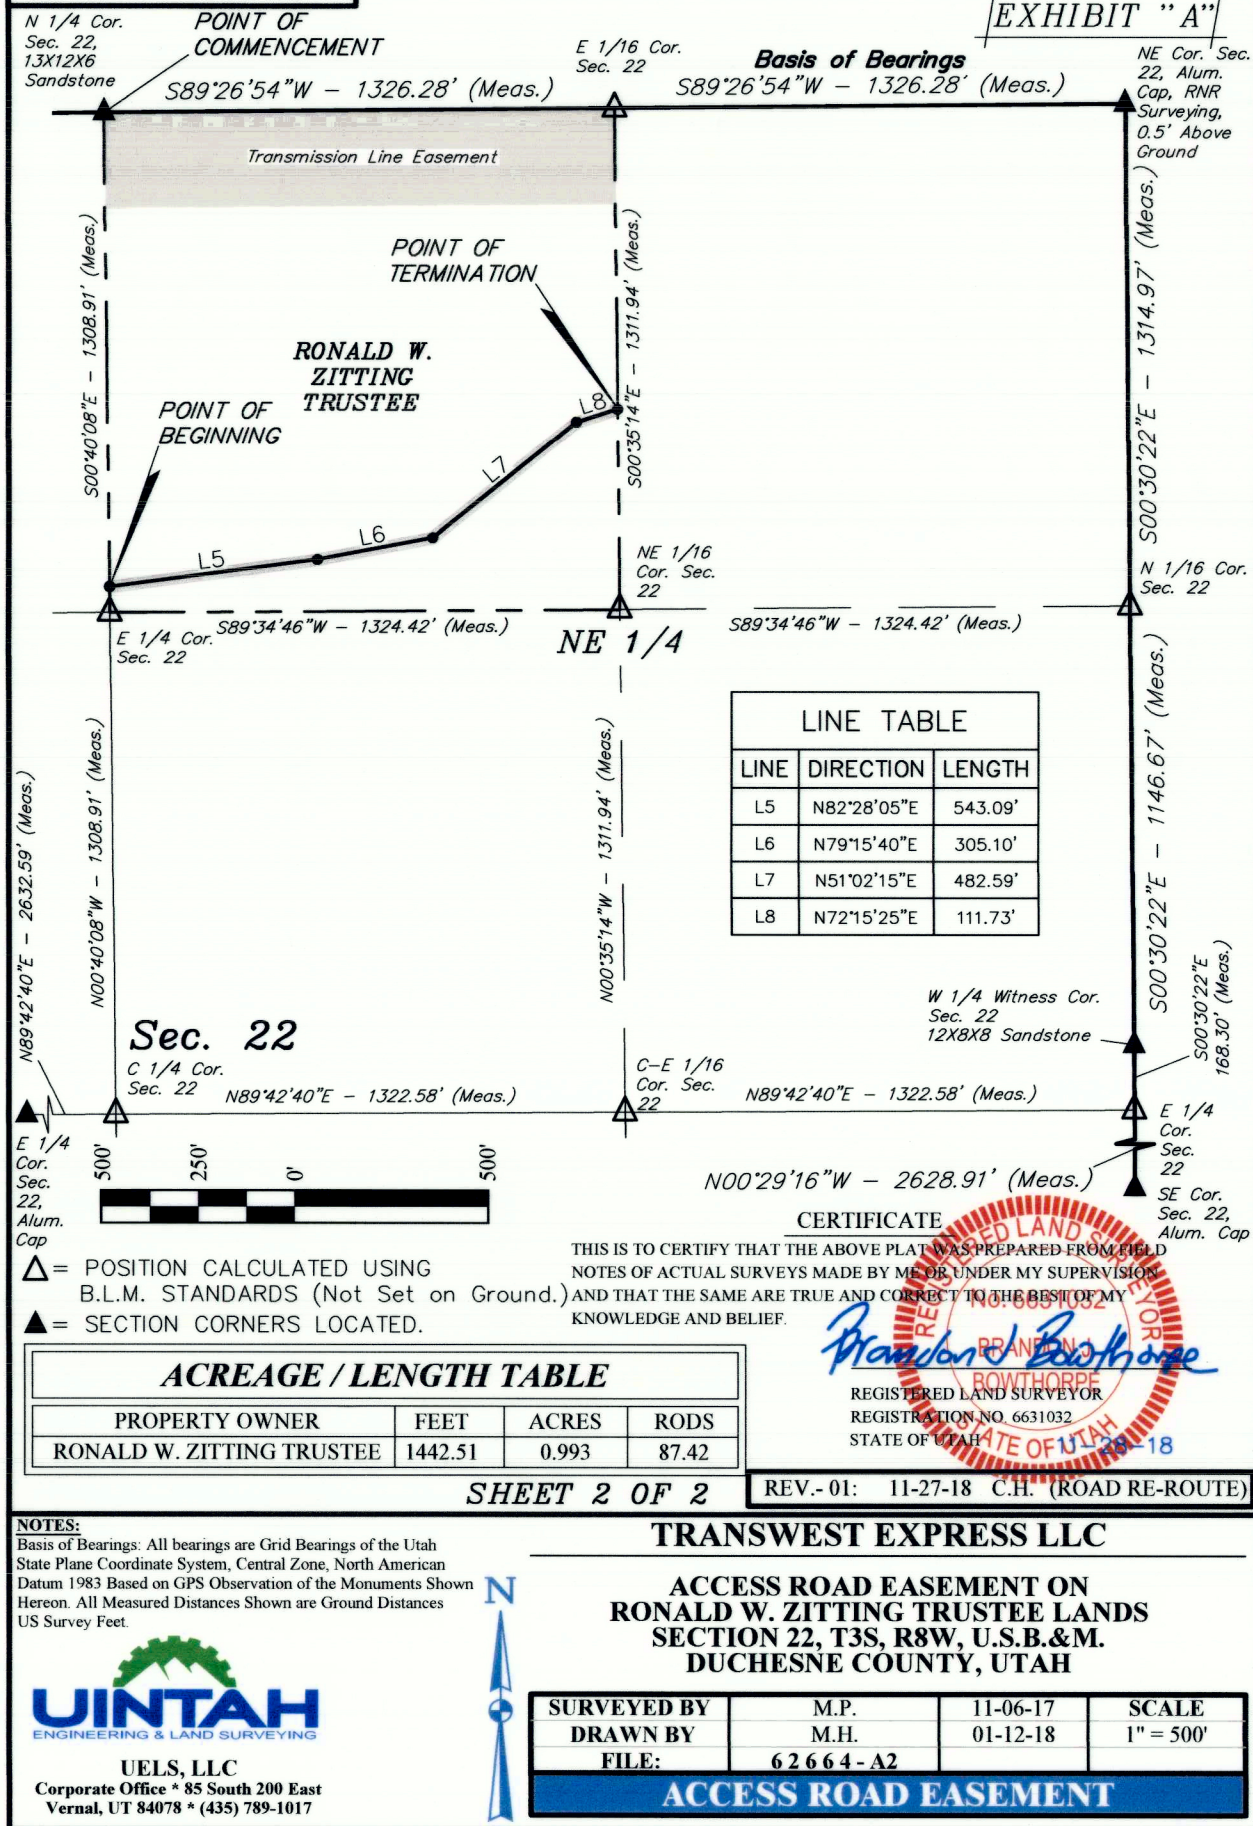 EXHIBIT "A"
N 1/4 Cor.
Sec. 22,
13X12X6
Sandstone
POINT OF
COMMENCEMENT
S89°26'54"W – 1326.28' (Meas.)
E 1/16 Cor.
Sec. 22
Basis of Bearings
S89°26'54"W – 1326.28' (Meas.)
NE Cor. Sec.
22, Alum.
Cap, RNR
Surveying,
0.5' Above
Ground
Transmission Line Easement
S00°40'08"E – 1308.91' (Meas.)
POINT OF
TERMINATION
S00°35'14"E – 1311.94' (Meas.)
S00°30'22"E – 1314.97' (Meas.)
RONALD W.
ZITTING
TRUSTEE
POINT OF
BEGINNING
L5
L6
L7
L8
NE 1/16
Cor. Sec.
22
N 1/16 Cor.
Sec. 22
E 1/4 Cor.
Sec. 22
S89°34'46"W – 1324.42' (Meas.)
NE 1/4
S89°34'46"W – 1324.42' (Meas.)
LINE TABLE
LINE DIRECTION LENGTH
L5 N82°28'05"E 543.09'
L6 N79°15'40"E 305.10'
L7 N51°02'15"E 482.59'
L8 N72°15'25"E 111.73'
N89°42'40"E – 2632.59' (Meas.)
N00°40'08"W – 1308.91' (Meas.)
N00°35'14"W – 1311.94' (Meas.)
S00°30'22"E – 1146.67' (Meas.)
S00°30'22"E
168.30' (Meas.)
W 1/4 Witness Cor.
Sec. 22
12X8X8 Sandstone
Sec. 22
C 1/4 Cor.
Sec. 22
N89°42'40"E – 1322.58' (Meas.)
C-E 1/16
Cor. Sec.
22
N89°42'40"E – 1322.58' (Meas.)
E 1/4
Cor.
Sec.
22
E 1/4
Cor.
Sec.
22,
Alum.
Cap
500' 250' 0' 500'
N00°29'16"W – 2628.91' (Meas.)
SE Cor.
Sec. 22,
Alum. Cap
△ = POSITION CALCULATED USING
B.L.M. STANDARDS (Not Set on Ground.)
▲ = SECTION CORNERS LOCATED.
CERTIFICATE
THIS IS TO CERTIFY THAT THE ABOVE PLAT WAS PREPARED FROM FIELD
NOTES OF ACTUAL SURVEYS MADE BY ME OR UNDER MY SUPERVISION
AND THAT THE SAME ARE TRUE AND CORRECT TO THE BEST OF MY
KNOWLEDGE AND BELIEF.
REGISTERED LAND SURVEYOR
No. 6631032
BRANDON J.
BOWTHORPE
STATE OF UTAH
Brandon J Bowthorpe
11-28-18
REGISTERED LAND SURVEYOR
REGISTRATION NO. 6631032
STATE OF UTAH
ACREAGE / LENGTH TABLE
PROPERTY OWNER FEET ACRES RODS
RONALD W. ZITTING TRUSTEE 1442.51 0.993 87.42
SHEET 2 OF 2
REV.- 01: 11-27-18 C.H. (ROAD RE-ROUTE)
NOTES:
Basis of Bearings: All bearings are Grid Bearings of the Utah
State Plane Coordinate System, Central Zone, North American
Datum 1983 Based on GPS Observation of the Monuments Shown
Hereon. All Measured Distances Shown are Ground Distances
US Survey Feet.
N
UINTAH
ENGINEERING & LAND SURVEYING
UELS, LLC
Corporate Office * 85 South 200 East
Vernal, UT 84078 * (435) 789-1017
TRANSWEST EXPRESS LLC
ACCESS ROAD EASEMENT ON
RONALD W. ZITTING TRUSTEE LANDS
SECTION 22, T3S, R8W, U.S.B.&M.
DUCHESNE COUNTY, UTAH
SURVEYED BY M.P. 11-06-17 SCALE
DRAWN BY M.H. 01-12-18 1" = 500'
FILE: 62664-A2
ACCESS ROAD EASEMENT